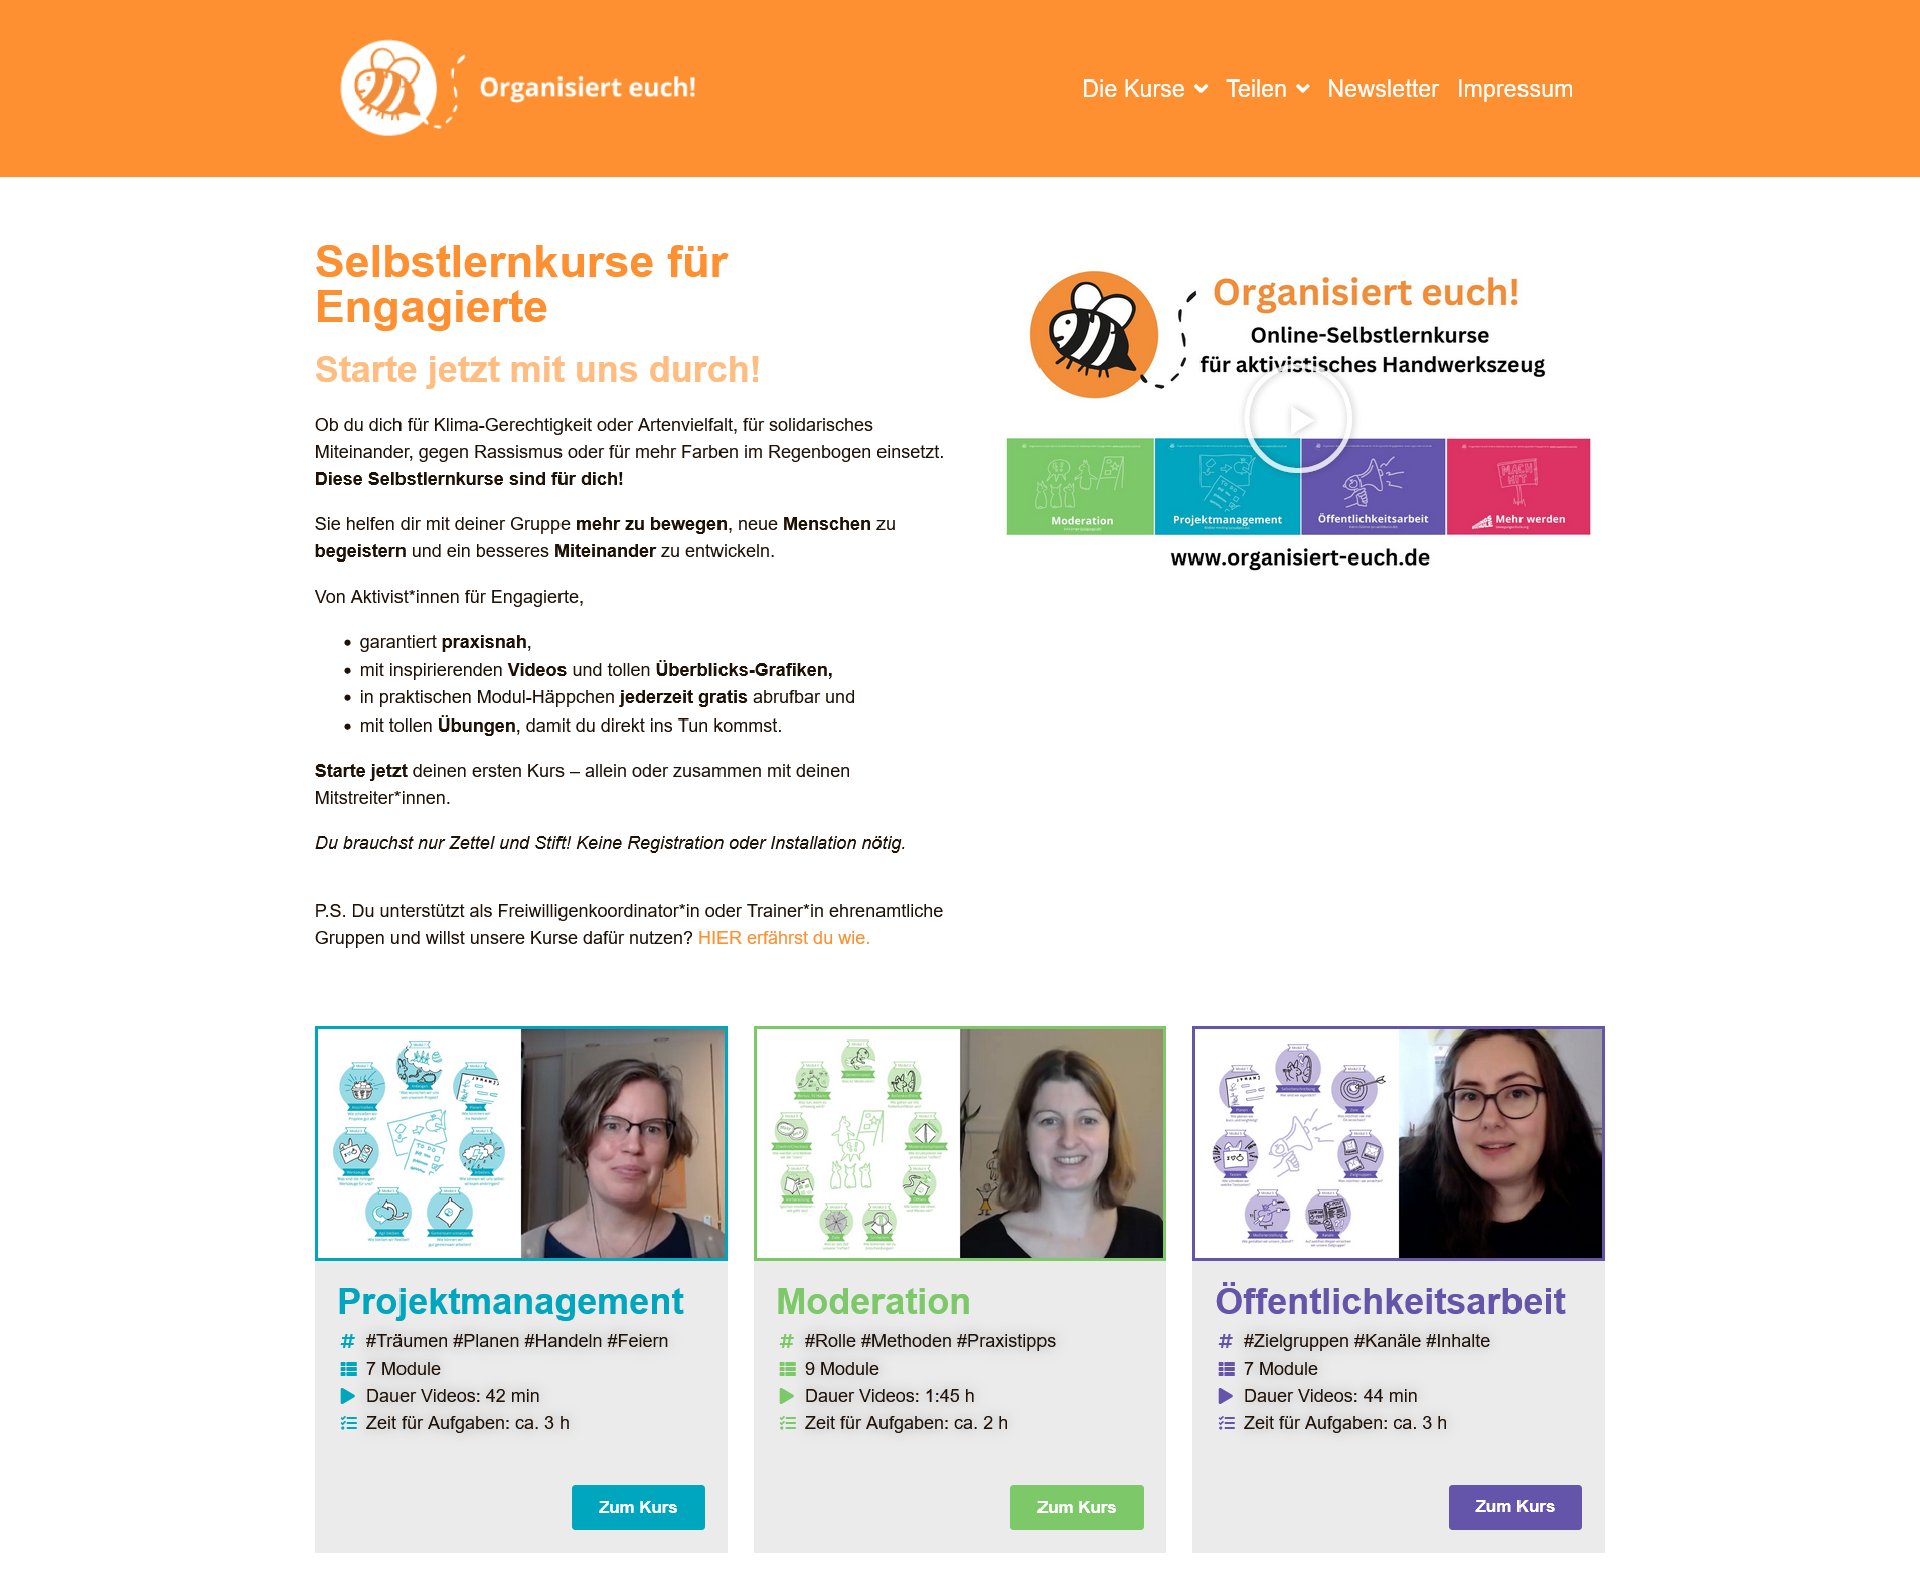 Organisiert euch!
Die Kurse Teilen Newsletter Impressum
Selbstlernkurse für
Engagierte
Starte jetzt mit uns durch!
Ob du dich für Klima-Gerechtigkeit oder Artenvielfalt, für solidarisches
Miteinander, gegen Rassismus oder für mehr Farben im Regenbogen einsetzt.
Diese Selbstlernkurse sind für dich!
Sie helfen dir mit deiner Gruppe mehr zu bewegen, neue Menschen zu
begeistern und ein besseres Miteinander zu entwickeln.
Von Aktivist*innen für Engagierte,
• garantiert praxisnah,
• mit inspirierenden Videos und tollen Überblicks-Grafiken,
• in praktischen Modul-Häppchen jederzeit gratis abrufbar und
• mit tollen Übungen, damit du direkt ins Tun kommst.
Starte jetzt deinen ersten Kurs – allein oder zusammen mit deinen
Mitstreiter*innen.
Du brauchst nur Zettel und Stift! Keine Registration oder Installation nötig.
P.S. Du unterstützt als Freiwilligenkoordinator*in oder Trainer*in ehrenamtliche
Gruppen und willst unsere Kurse dafür nutzen? HIER erfährst du wie.
Organisiert euch!
Online-Selbstlernkurse
für aktivistisches Handwerkszeug
MACH
MIT
TO DO
Moderation
Projektmanagement
Öffentlichkeitsarbeit
Mehr werden
www.organisiert-euch.de
Projektmanagement
# #Träumen #Planen #Handeln #Feiern
7 Module
Dauer Videos: 42 min
Zeit für Aufgaben: ca. 3 h
Zum Kurs
Moderation
# #Rolle #Methoden #Praxistipps
9 Module
Dauer Videos: 1:45 h
Zeit für Aufgaben: ca. 2 h
Zum Kurs
Öffentlichkeitsarbeit
# #Zielgruppen #Kanäle #Inhalte
7 Module
Dauer Videos: 44 min
Zeit für Aufgaben: ca. 3 h
Zum Kurs